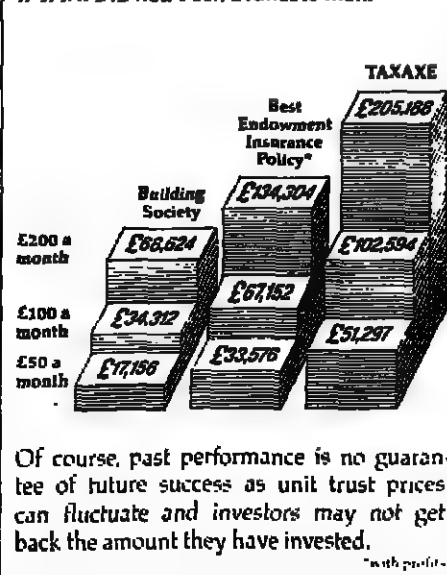 TAXAXE
£205,188
Best
Endowment
Insurance
Policy*
£134,304
Building
Society
£200 a
month
£68,624
£102,594
£67,152
£100 a
month
£34,312
£51,297
£33,576
£50 a
month
£17,156
Of course, past performance is no guaran-
tee of future success as unit trust prices
can fluctuate and investors may not get
back the amount they have invested.
*with profits